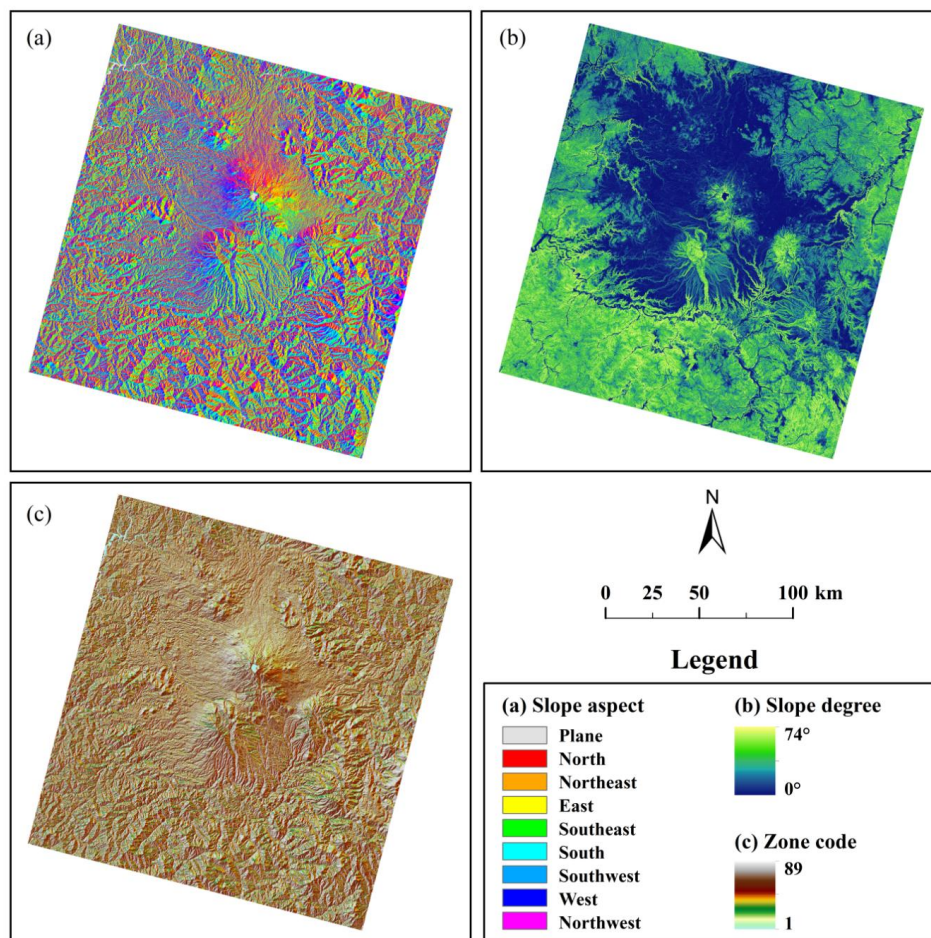 (a)
(b)
(c)
N
0 25 50 100 km
Legend
(a) Slope aspect
Plane
North
Northeast
East
Southeast
South
Southwest
West
Northwest
(b) Slope degree
74°
0°
(c) Zone code
89
1